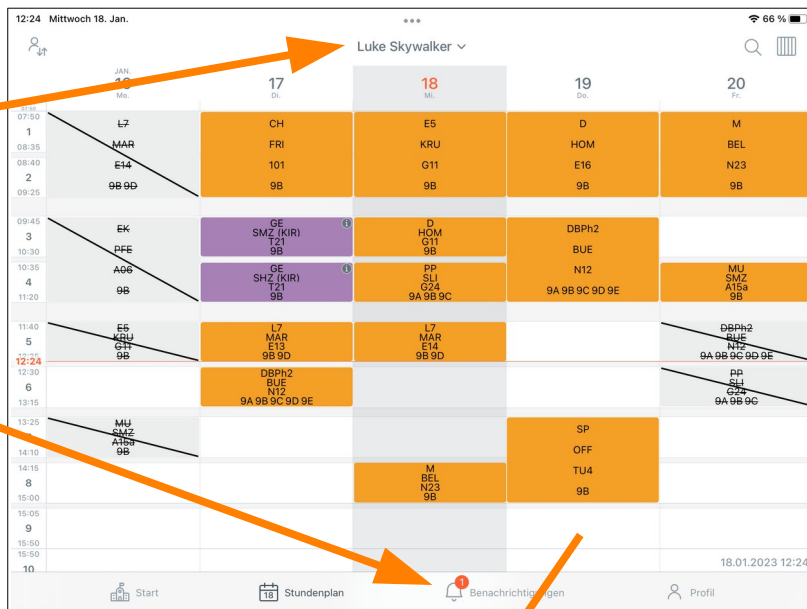 12:24 Mittwoch 18. Jan.
66 %
Luke Skywalker
JAN.
16 17 18 19 20
Mo. Di. Mi. Do. Fr.
07:50
1
08:35
08:40
2
09:25
09:45
3
10:30
10:35
4
11:20
11:40
5
12:24
12:30
6
13:15
13:25
14:10
14:15
8
15:00
15:05
9
15:50
15:50
10
L7
MAR
E14
9B 9D
EK
PFE
A06
9B
E5
KRU
G11
9B
MU
SMZ
A15a
9B
CH
FRI
101
9B
GE
SMZ (KIR)
T21
9B
GE
SHZ (KIR)
T21
9B
L7
MAR
E13
9B 9D
DBPh2
BUE
N12
9A 9B 9C 9D 9E
E5
KRU
G11
9B
D
HOM
G11
9B
PP
SLI
G24
9A 9B 9C
L7
MAR
E14
9B 9D
M
BEL
N23
9B
D
HOM
E16
9B
DBPh2
BUE
N12
9A 9B 9C 9D 9E
SP
OFF
TU4
9B
M
BEL
N23
9B
MU
SMZ
A15a
9B
DBPh2
BUE
N12
9A 9B 9C 9D 9E
PP
SLI
G24
9A 9B 9C
18.01.2023 12:24
Start
18 Stundenplan
1
Benachrichtigungen
Profil